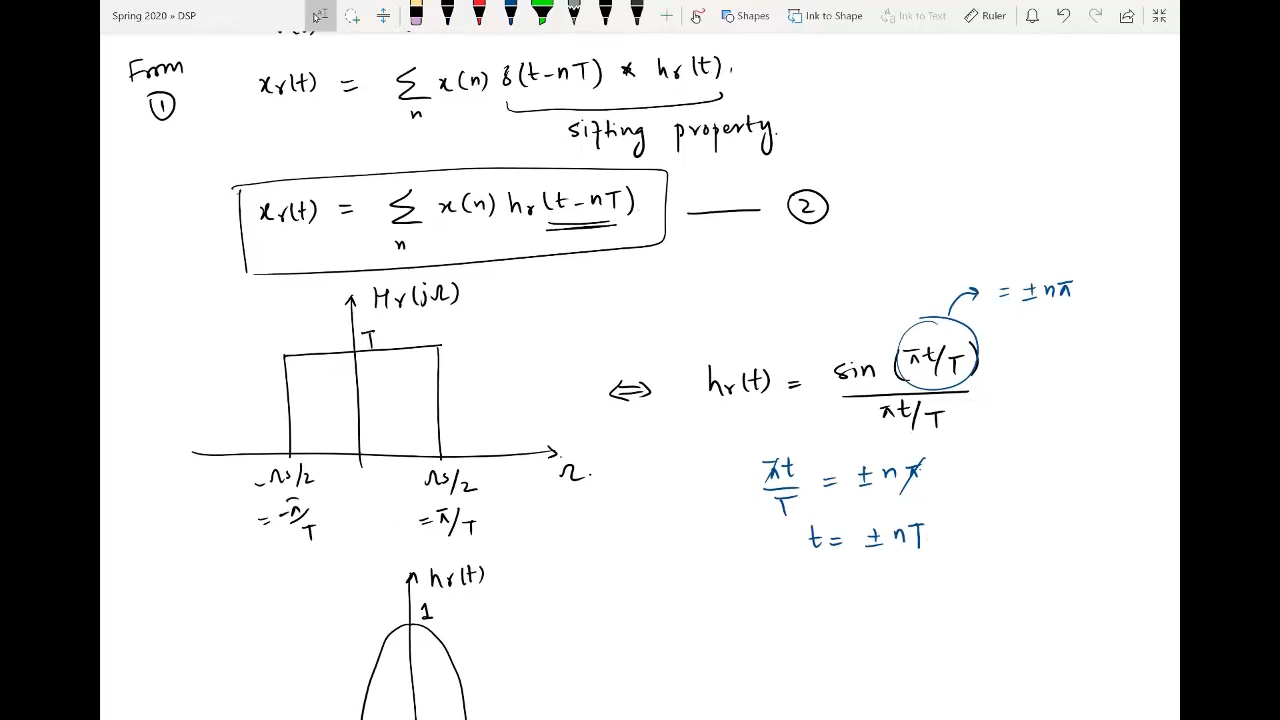 Spring 2020 » DSP
Shapes
Ink to Shape
Ink to Text
Ruler
From
①
xr(t) = Σ x(n) δ(t-nT) * hr(t).
n
sifting property.
xr(t) = Σ x(n) hr(t-nT)
n
②
Hr(jΩ)
T
-Ωs/2
= -π/T
Ωs/2
= π/T
Ω.
⇔ hr(t) = sin (πt/T)
πt/T
= ±nπ
πt/T = ±nπ
t = ±nT
hr(t)
1